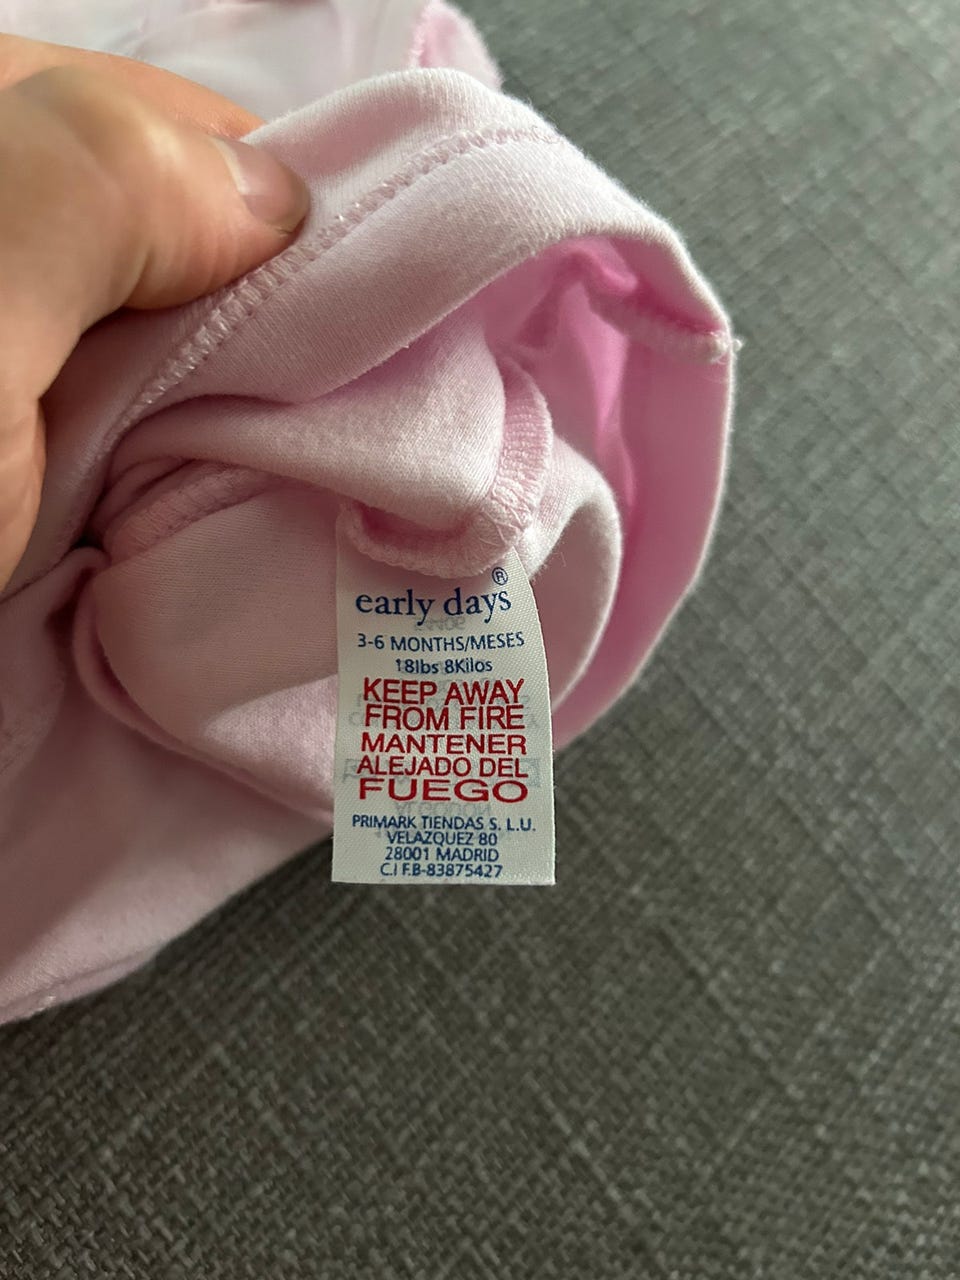 early days®
3-6 MONTHS/MESES
18lbs 8Kilos
KEEP AWAY
FROM FIRE
MANTENER
ALEJADO DEL
FUEGO
PRIMARK TIENDAS S. L.U.
VELAZQUEZ 80
28001 MADRID
C.I F.B-83875427